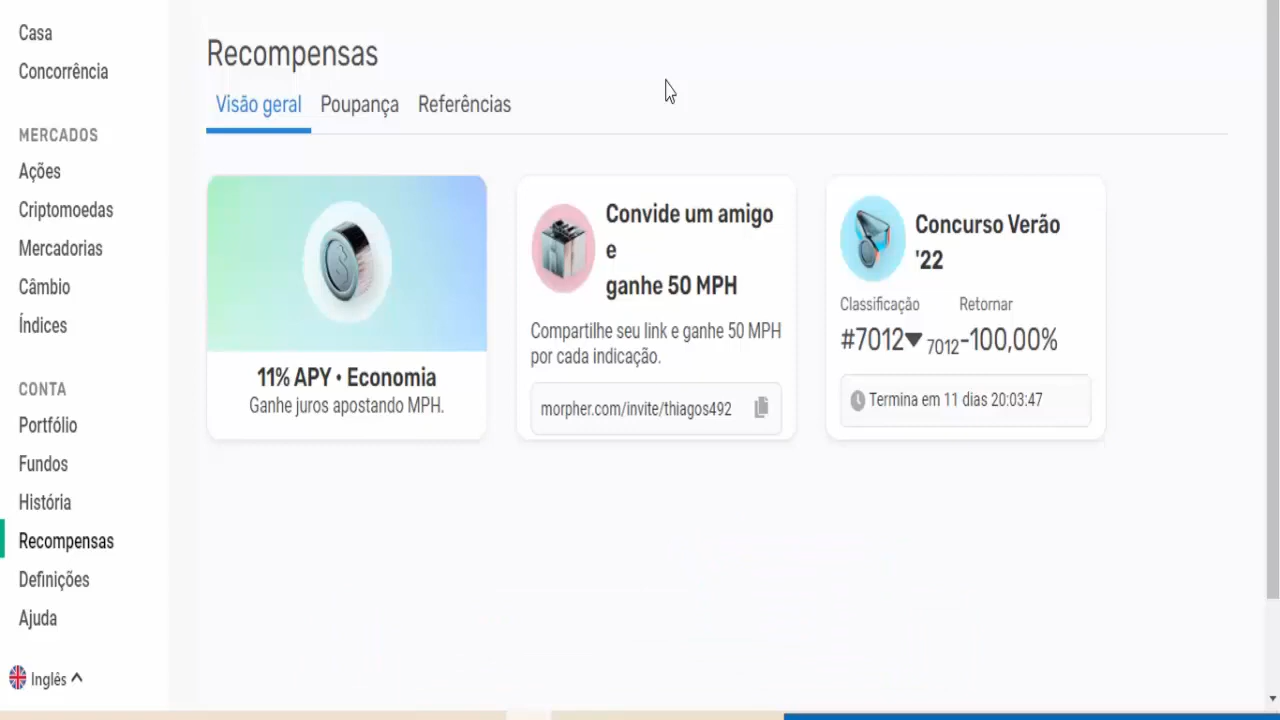 Casa
Concorrência
MERCADOS
Ações
Criptomoedas
Mercadorias
Câmbio
Índices
CONTA
Portfólio
Fundos
História
Recompensas
Definições
Ajuda
Inglês
Recompensas
Visão geral Poupança Referências
11% APY • Economia
Ganhe juros apostando MPH.
Convide um amigo
e
ganhe 50 MPH
Compartilhe seu link e ganhe 50 MPH
por cada indicação.
morpher.com/invite/thiagos492
Concurso Verão
'22
Classificação Retornar
#7012▼ 7012-100,00%
Termina em 11 dias 20:03:47